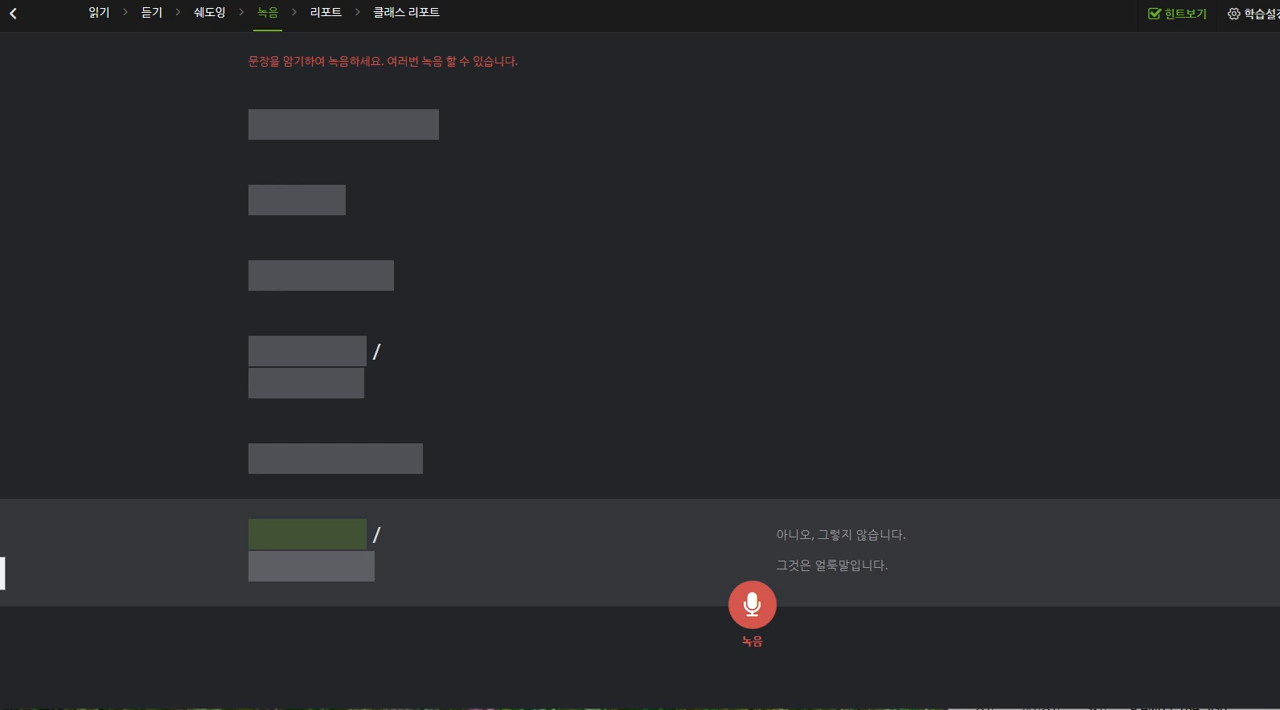 읽기 > 듣기 > 쉐도잉 > 녹음 > 리포트 > 클래스 리포트
힌트보기
학습설정
문장을 암기하여 녹음하세요. 여러번 녹음 할 수 있습니다.
/
/
아니오, 그렇지 않습니다.
그것은 얼룩말입니다.
녹음